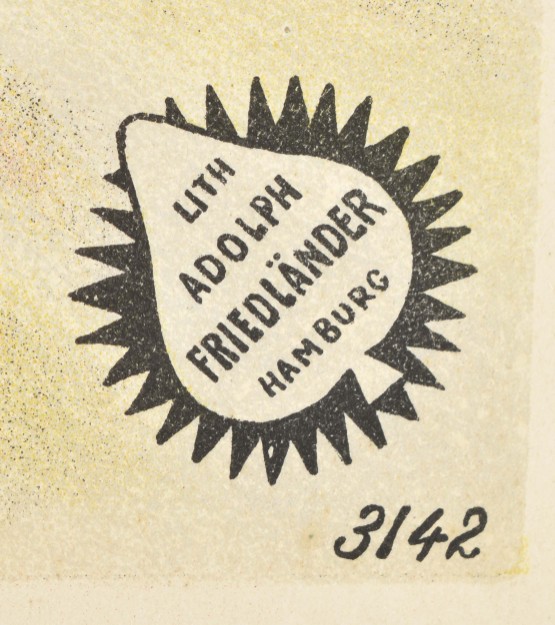 LITH
ADOLPH
FRIEDLÄNDER
HAMBURG
3142